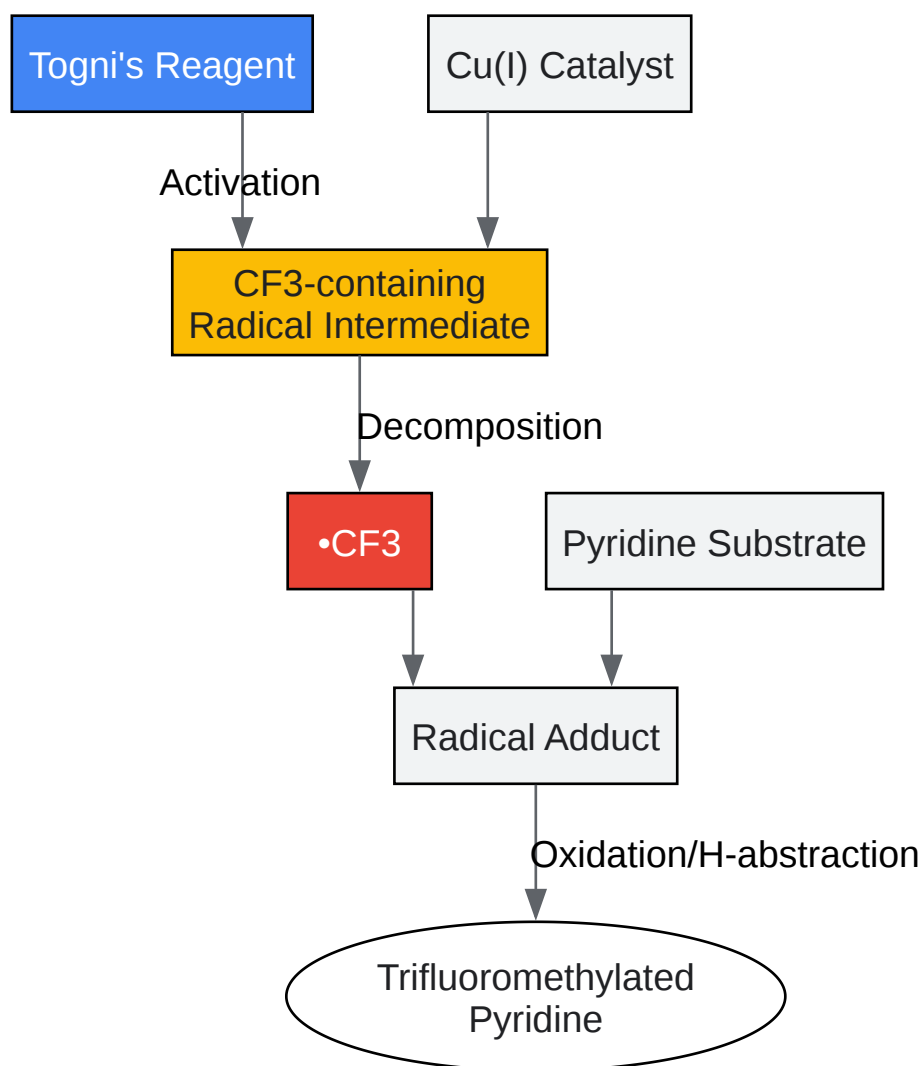 Togni's Reagent
Cu(I) Catalyst
Activation
CF3-containing
Radical Intermediate
Decomposition
•CF3
Pyridine Substrate
Radical Adduct
Oxidation/H-abstraction
Trifluoromethylated
Pyridine